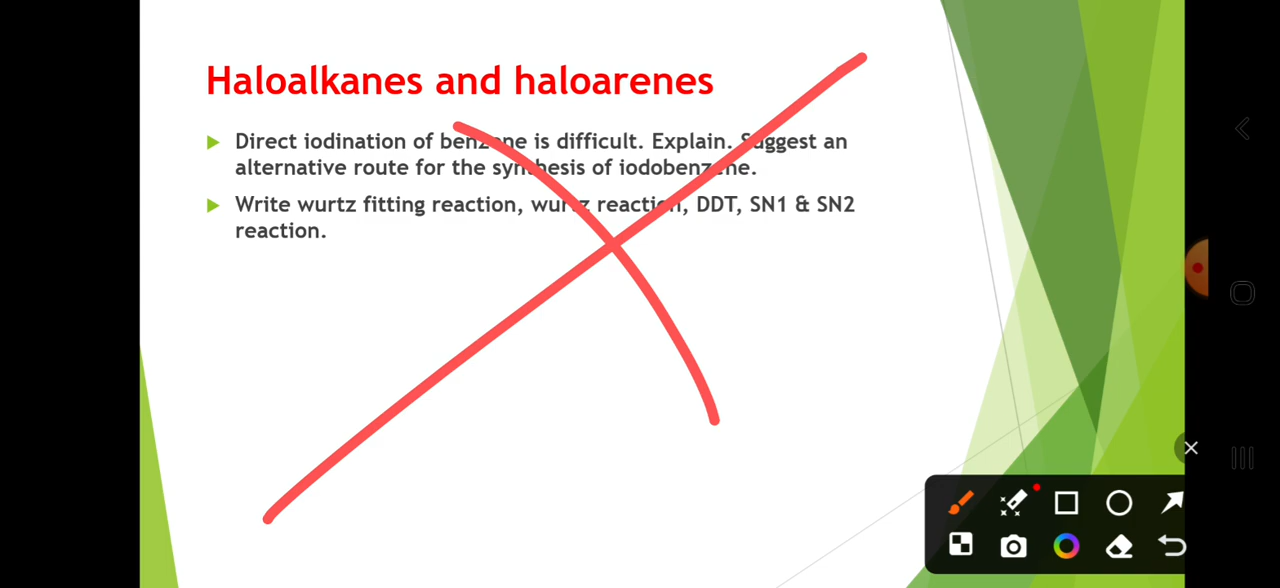 Haloalkanes and haloarenes
Direct iodination of benzene is difficult. Explain. Suggest an
alternative route for the synthesis of iodobenzene.
Write wurtz fitting reaction, wurtz reaction, DDT, SN1 & SN2
reaction.